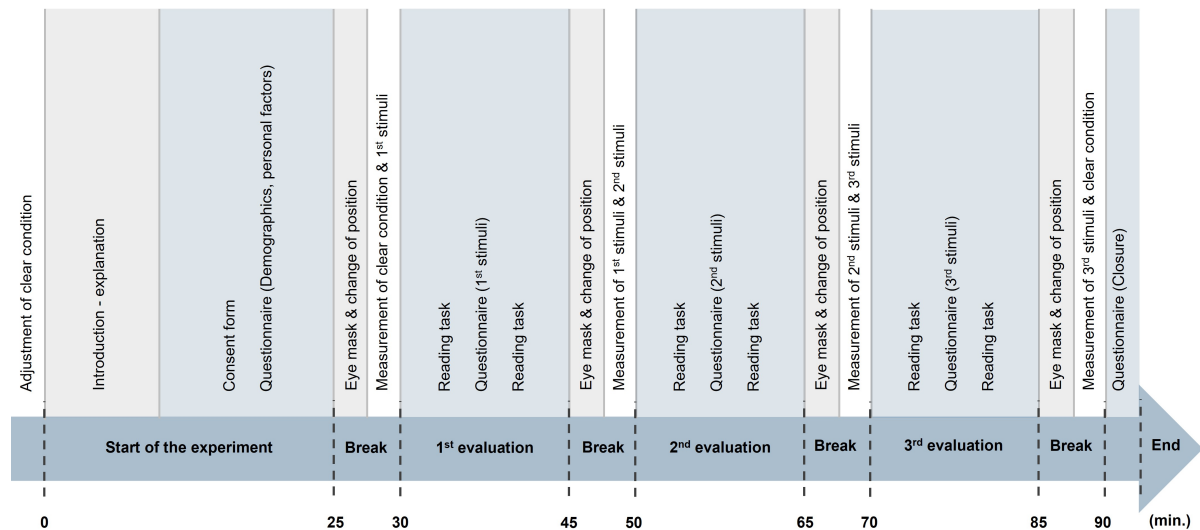 Adjustment of clear condition
Introduction - explanation
Consent form
Questionnaire (Demographics, personal factors)
Eye mask & change of position
Measurement of clear condition & 1st stimuli
Reading task
Questionnaire (1st stimuli)
Reading task
Eye mask & change of position
Measurement of 1st stimuli & 2nd stimuli
Reading task
Questionnaire (2nd stimuli)
Reading task
Eye mask & change of position
Measurement of 2nd stimuli & 3rd stimuli
Reading task
Questionnaire (3rd stimuli)
Reading task
Eye mask & change of position
Measurement of 3rd stimuli & clear condition
Questionnaire (Closure)
Start of the experiment
Break
1st evaluation
Break
2nd evaluation
Break
3rd evaluation
Break
End
0
25
30
45
50
65
70
85
90
(min.)